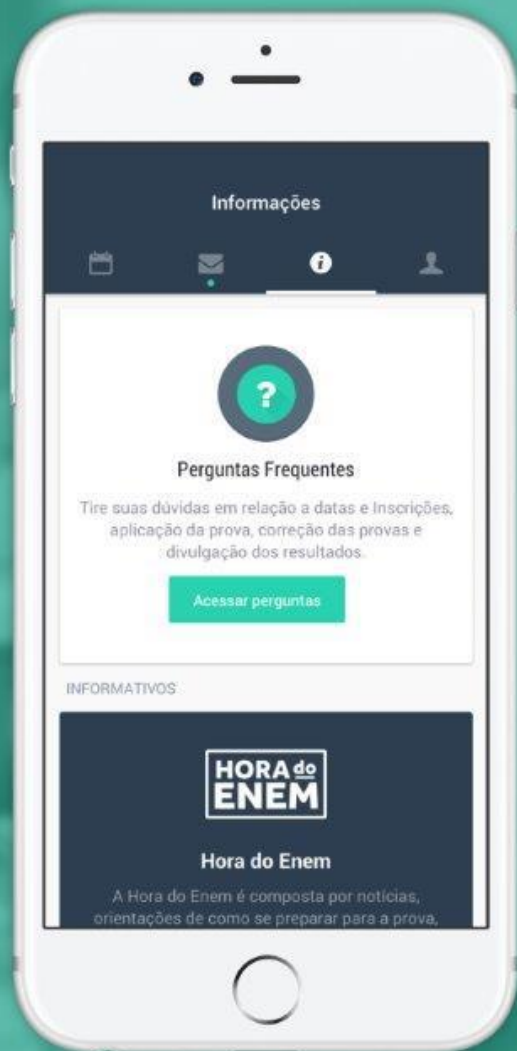 Informações
Perguntas Frequentes
Tire suas dúvidas em relação a datas e Inscrições,
aplicação da prova, correção das provas e
divulgação dos resultados.
Acessar perguntas
INFORMATIVOS
HORA do
ENEM
Hora do Enem
A Hora do Enem é composta por notícias,
orientações de como se preparar para a prova,